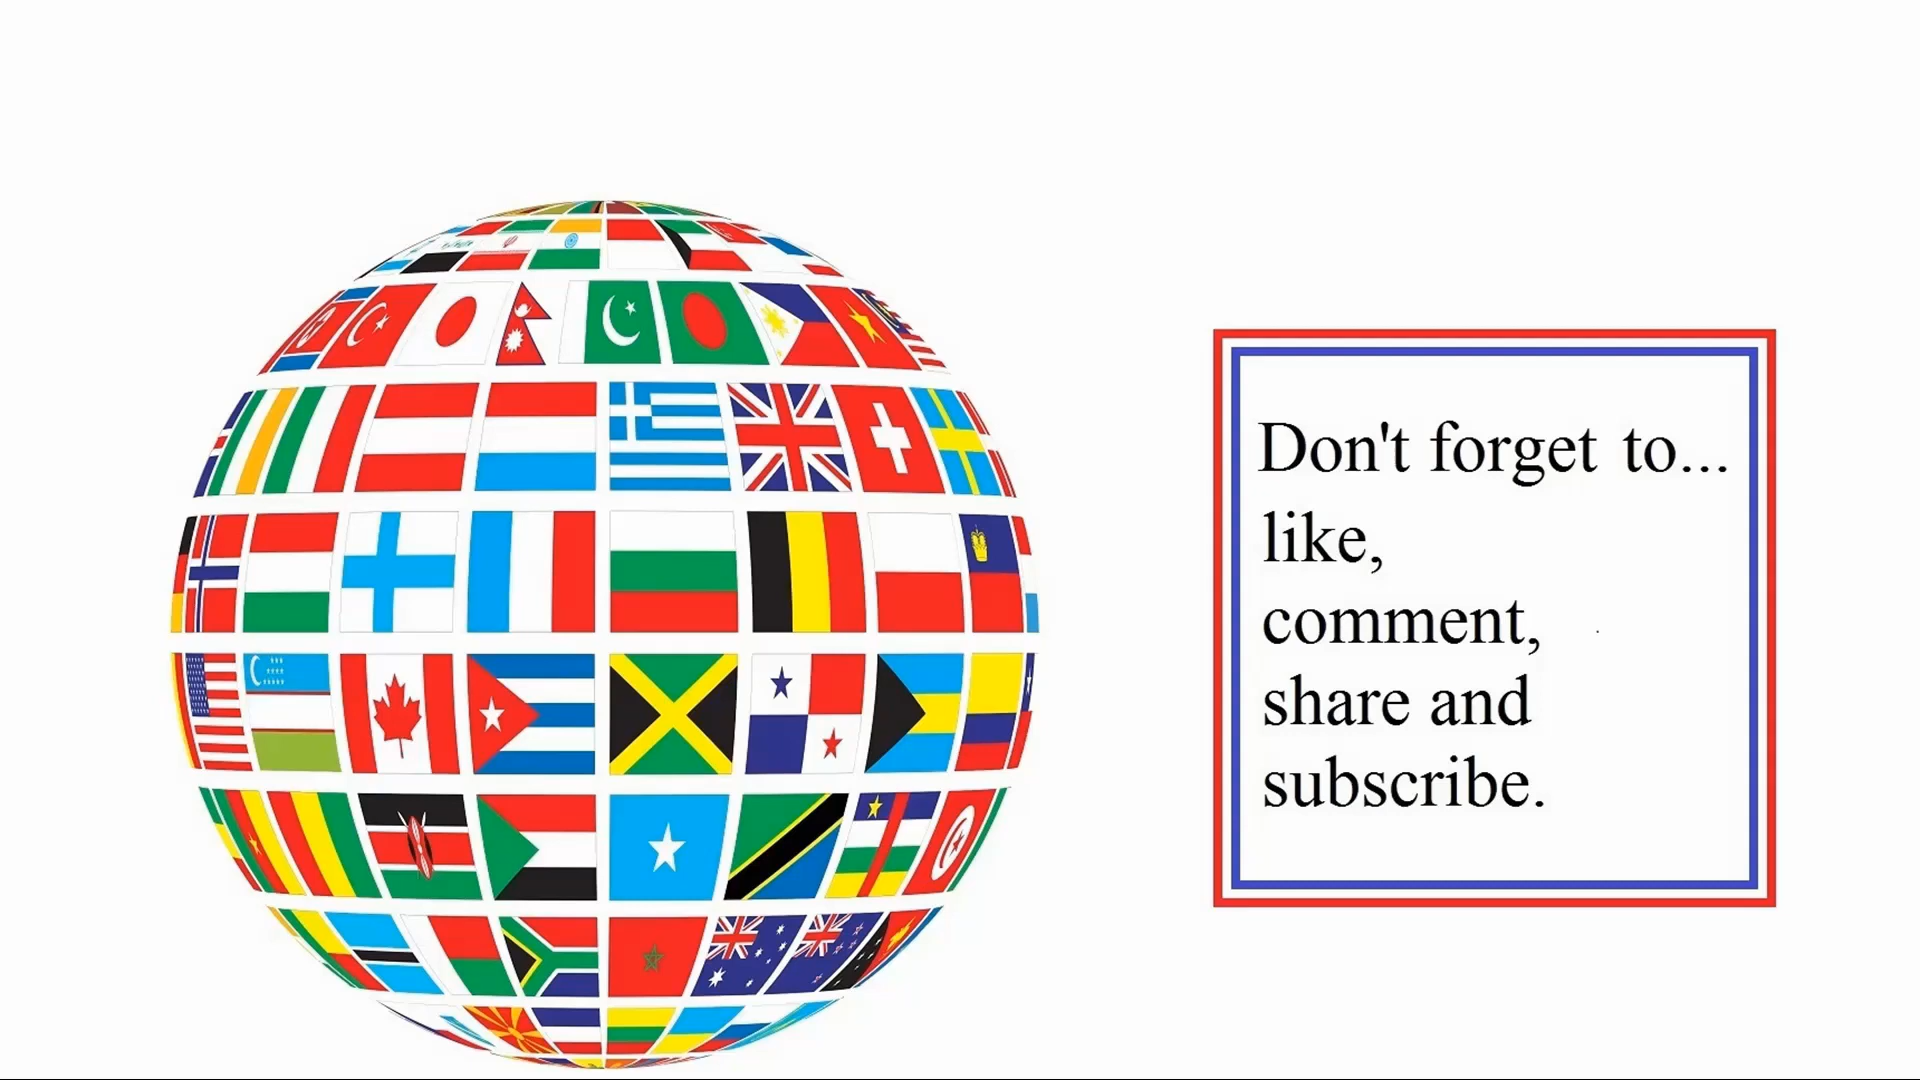 Don't forget to...
like,
comment,
share and
subscribe.